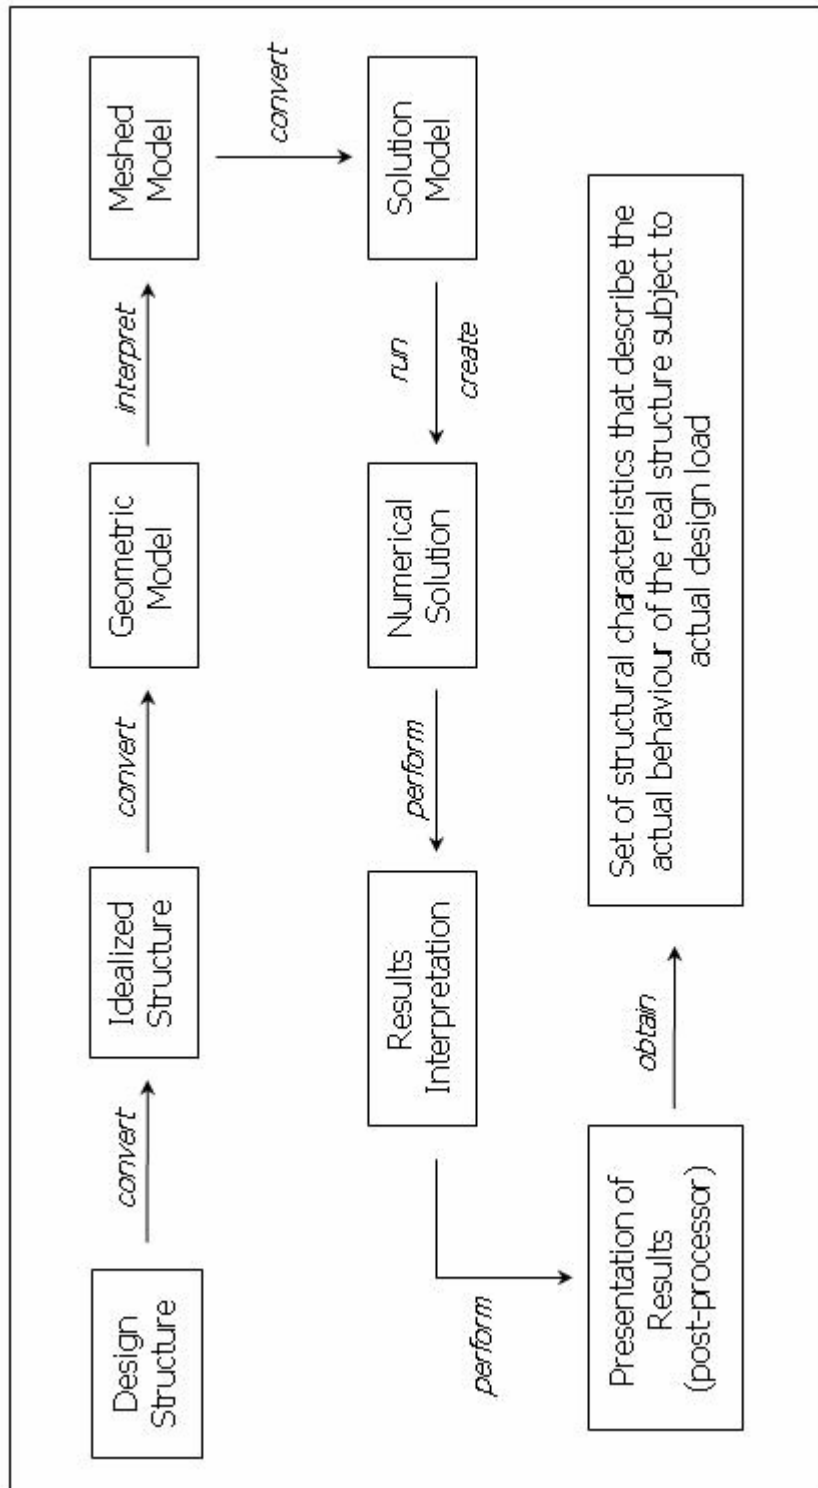 Design
Structure
convert
Idealized
Structure
convert
Geometric
Model
interpret
Meshed
Model
convert
Solution
Model
run
create
Numerical
Solution
perform
Results
Interpretation
perform
Presentation of
Results
(post-processor)
obtain
Set of structural characteristics that describe the
actual behaviour of the real structure subject to
actual design load